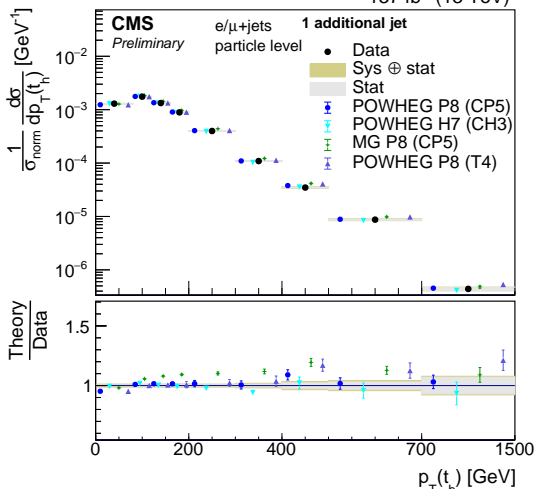 CMS
Preliminary
e/μ+jets
particle level
1 additional jet
Data
Sys ⊕ stat
Stat
POWHEG P8 (CP5)
POWHEG H7 (CH3)
MG P8 (CP5)
POWHEG P8 (T4)
1/σnorm dσ/dpT(th) [GeV⁻¹]
10⁻²
10⁻³
10⁻⁴
10⁻⁵
10⁻⁶
Theory
Data
1.5
1
0 200 400 700 1500
pT(th) [GeV]